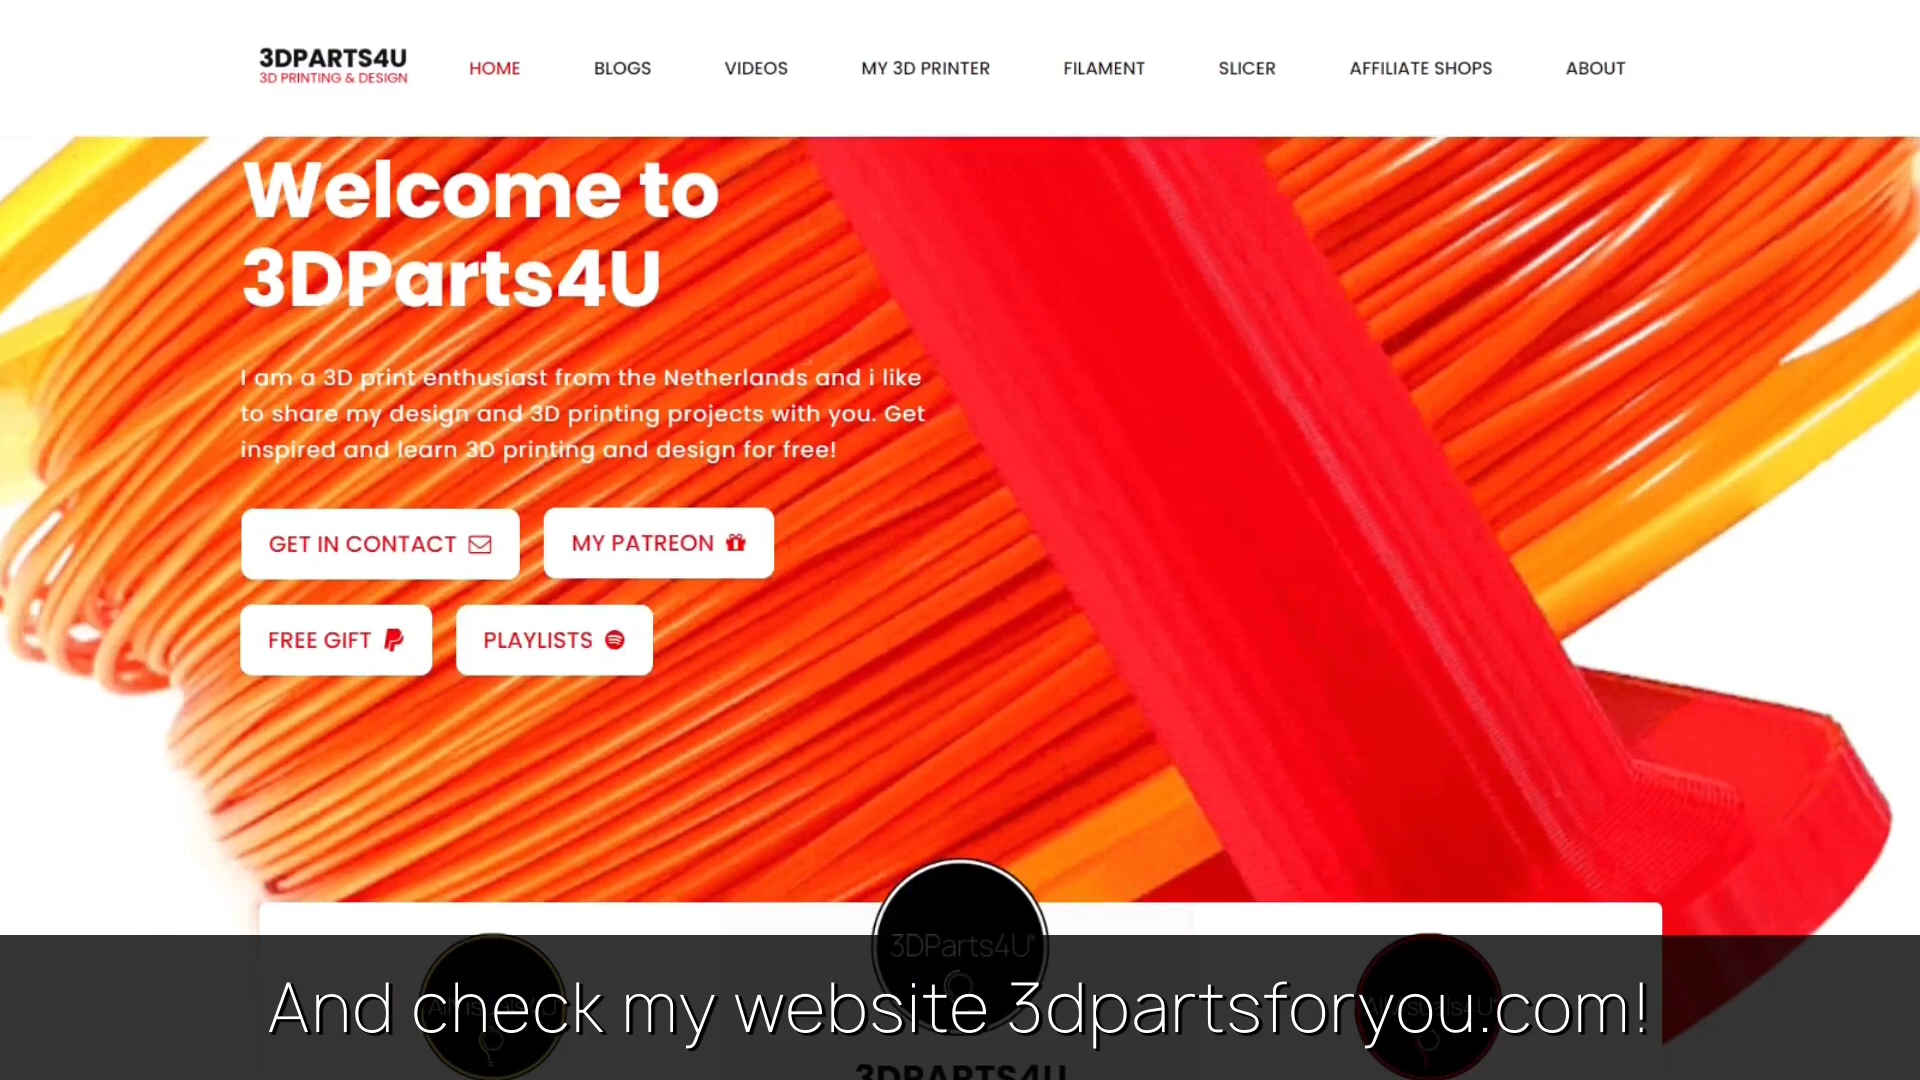 3DPARTS4U
3D PRINTING & DESIGN
HOME
BLOGS
VIDEOS
MY 3D PRINTER
FILAMENT
SLICER
AFFILIATE SHOPS
ABOUT
Welcome to
3DParts4U
I am a 3D print enthusiast from the Netherlands and i like
to share my design and 3D printing projects with you. Get
inspired and learn 3D printing and design for free!
GET IN CONTACT
MY PATREON
FREE GIFT
PLAYLISTS
3DParts4U
And check my website 3dpartsforyou.com!
3DPARTS4U